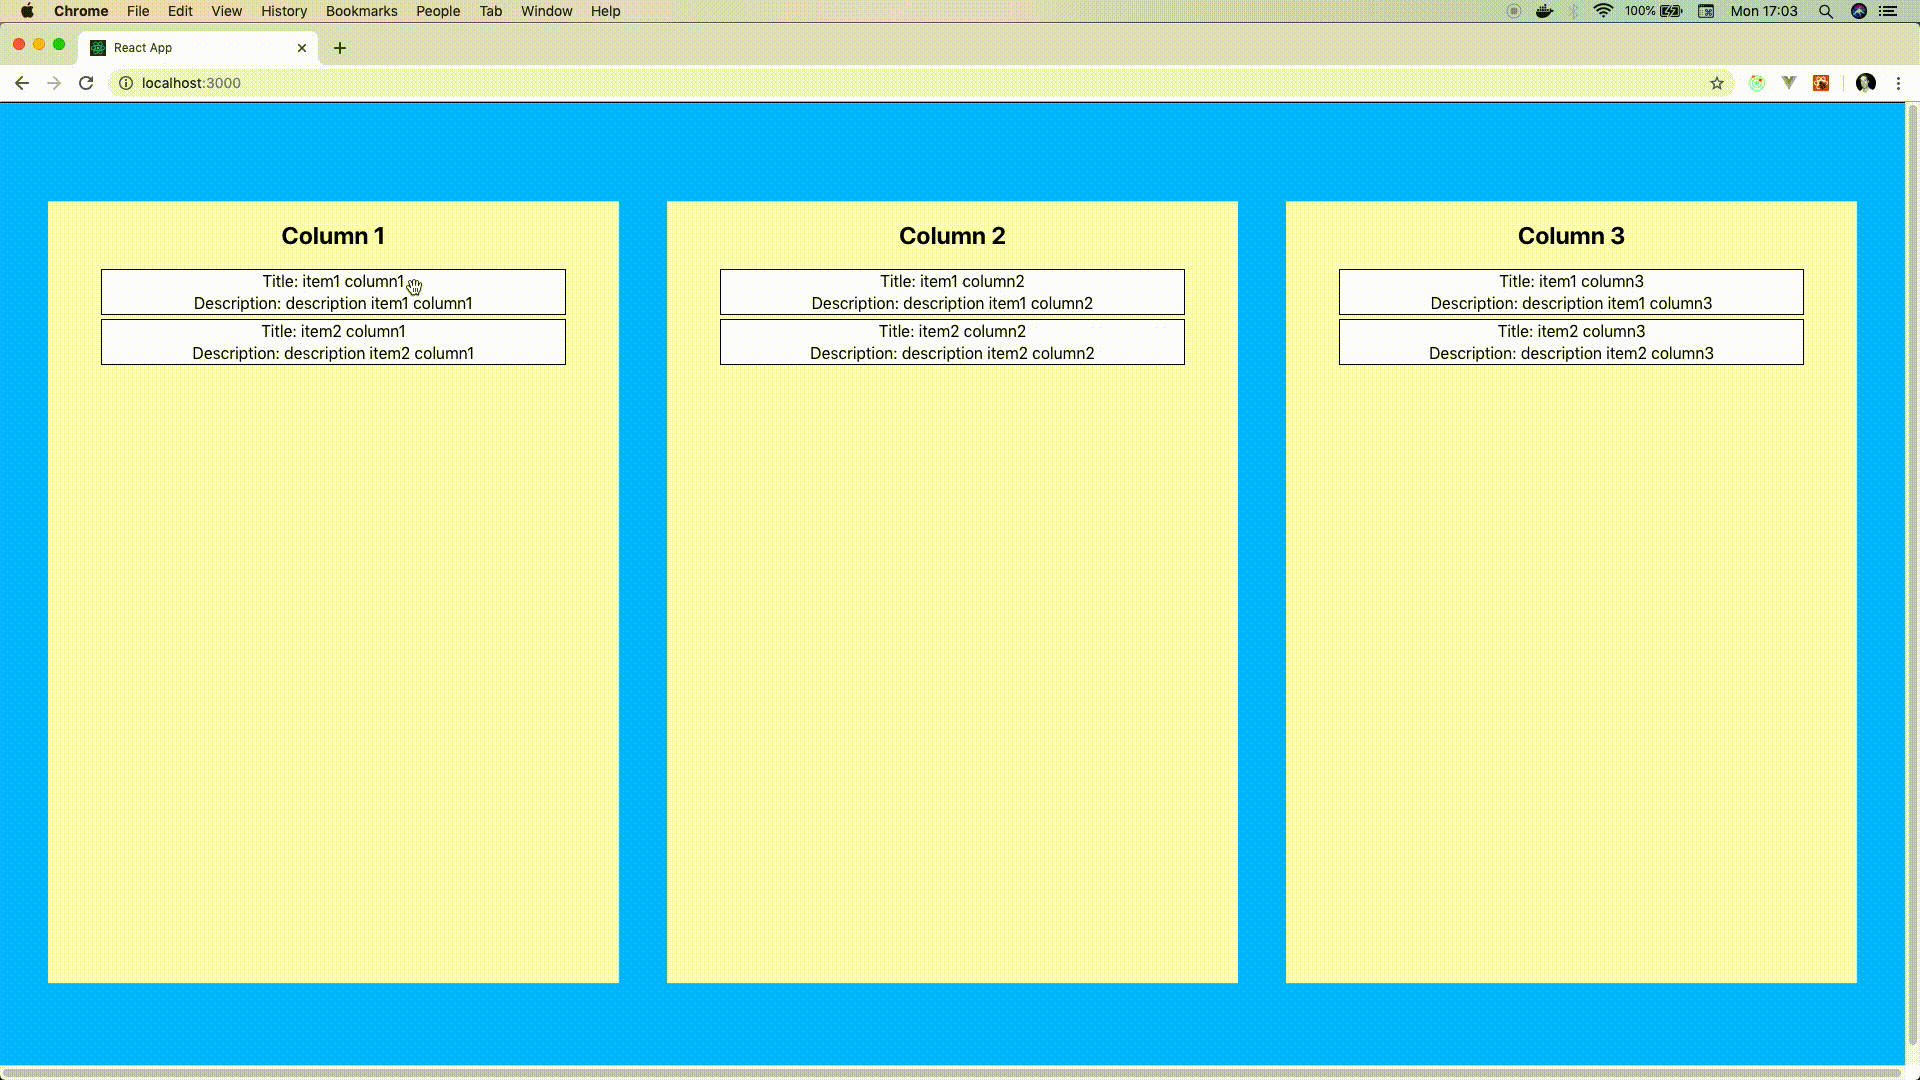 Chrome File Edit View History Bookmarks People Tab Window Help 100% Mon 17:03
React App
localhost:3000
Column 1
Title: item1 column1
Description: description item1 column1
Title: item2 column1
Description: description item2 column1
Column 2
Title: item1 column2
Description: description item1 column2
Title: item2 column2
Description: description item2 column2
Column 3
Title: item1 column3
Description: description item1 column3
Title: item2 column3
Description: description item2 column3